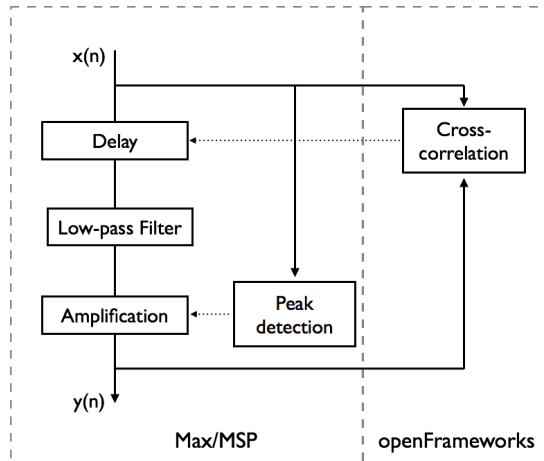 x(n)
Delay
Cross-
correlation
Low-pass Filter
Amplification
Peak
detection
y(n)
Max/MSP
openFrameworks